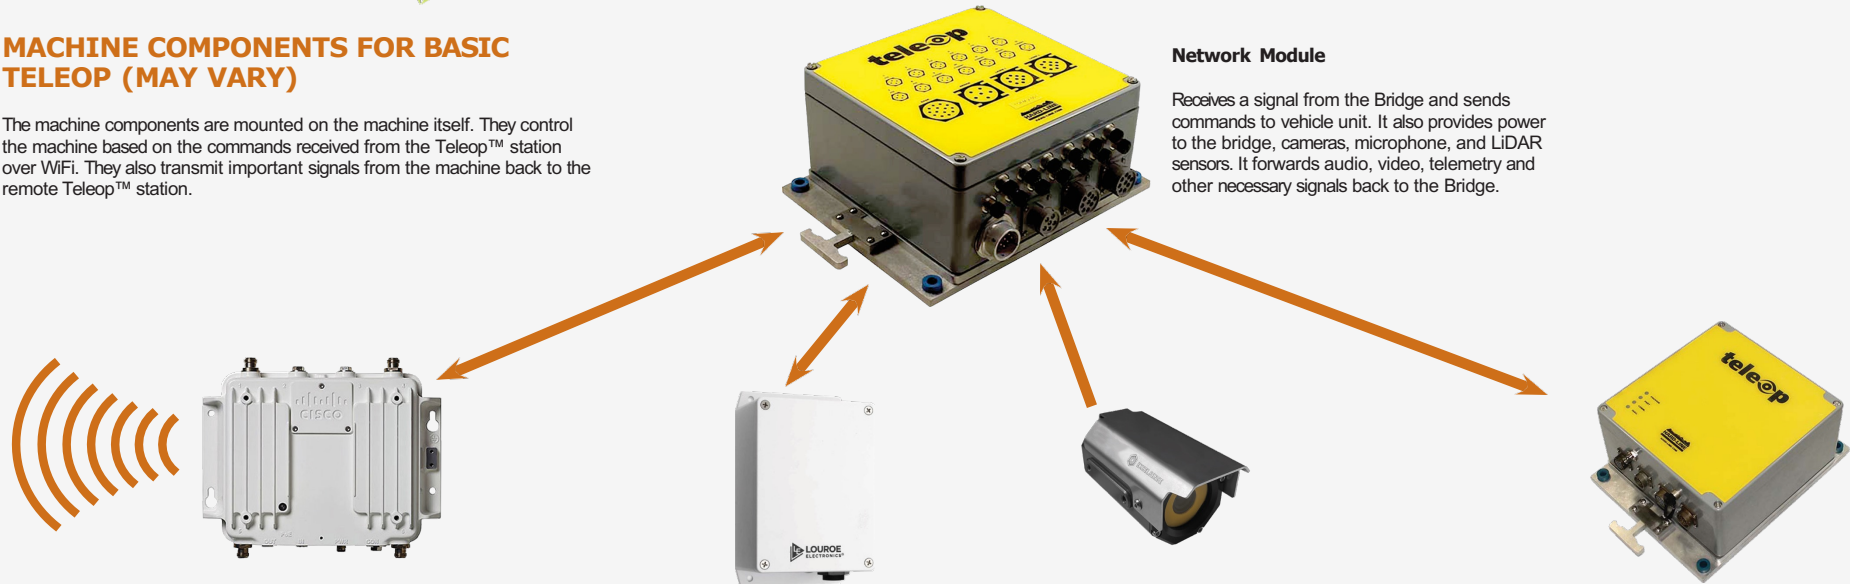 MACHINE COMPONENTS FOR BASIC
TELEOP (MAY VARY)
The machine components are mounted on the machine itself. They control
the machine based on the commands received from the Teleop™ station
over WiFi. They also transmit important signals from the machine back to the
remote Teleop™ station.
teleop
Network Module
Receives a signal from the Bridge and sends
commands to vehicle unit. It also provides power
to the bridge, cameras, microphone, and LiDAR
sensors. It forwards audio, video, telemetry and
other necessary signals back to the Bridge.
CISCO
LOUROE
ELECTRONICS®
teleop